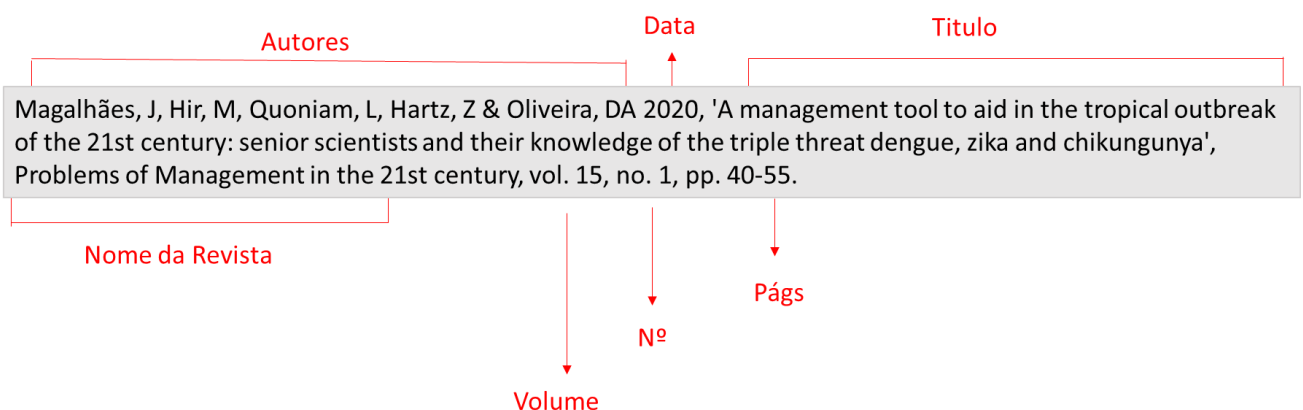 Autores
Data
Titulo
Magalhães, J, Hir, M, Quoniam, L, Hartz, Z & Oliveira, DA 2020, 'A management tool to aid in the tropical outbreak
of the 21st century: senior scientists and their knowledge of the triple threat dengue, zika and chikungunya',
Problems of Management in the 21st century, vol. 15, no. 1, pp. 40-55.
Nome da Revista
Págs
Nº
Volume